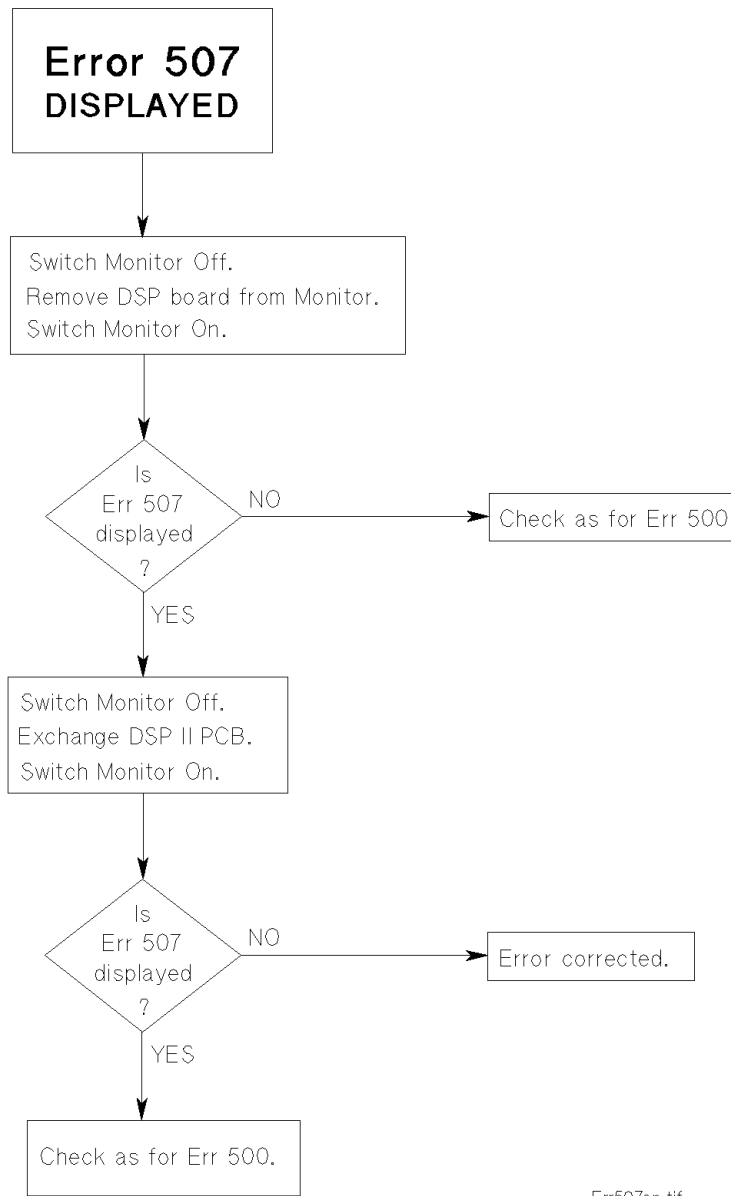 Error 507
DISPLAYED
Switch Monitor Off.
Remove DSP board from Monitor.
Switch Monitor On.
Is
Err 507
displayed
?
NO
Check as for Err 500
YES
Switch Monitor Off.
Exchange DSP II PCB.
Switch Monitor On.
Is
Err 507
displayed
?
NO
Error corrected.
YES
Check as for Err 500.